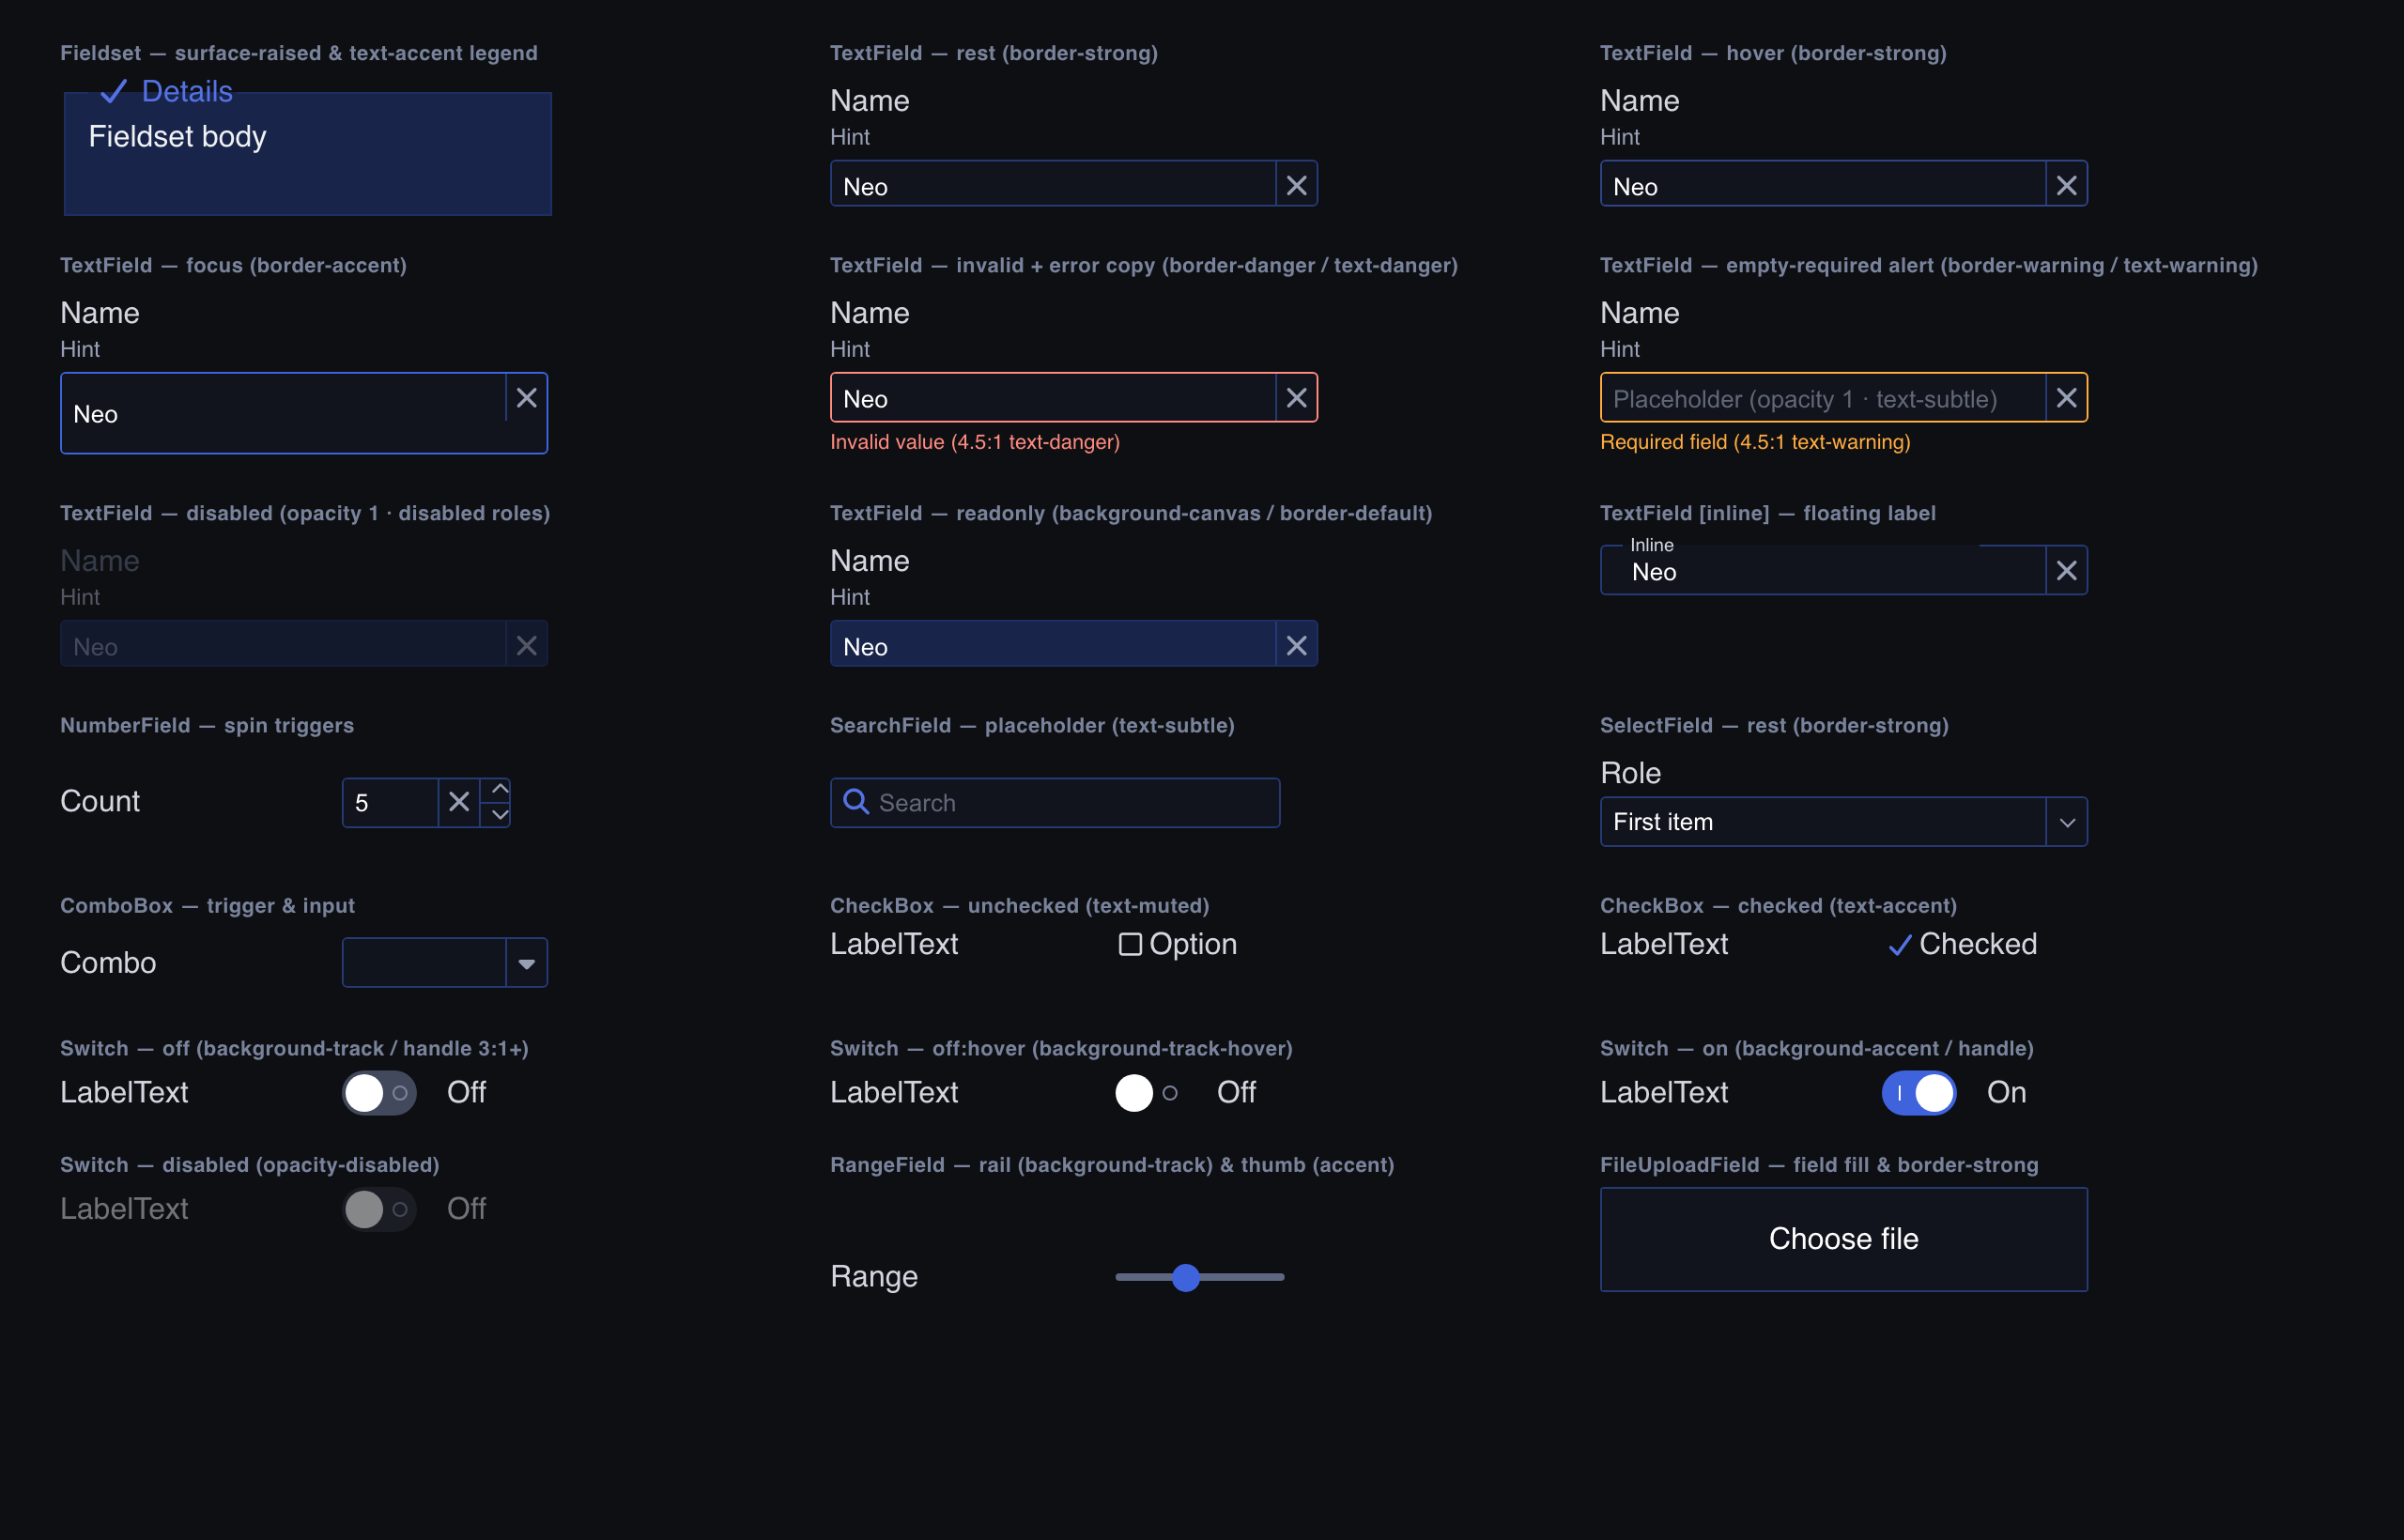 Fieldset — surface-raised & text-accent legend
Details
Fieldset body
TextField — rest (border-strong)
Name
Hint
Neo
TextField — hover (border-strong)
Name
Hint
Neo
TextField — focus (border-accent)
Name
Hint
Neo
TextField — invalid + error copy (border-danger / text-danger)
Name
Hint
Neo
Invalid value (4.5:1 text-danger)
TextField — empty-required alert (border-warning / text-warning)
Name
Hint
Placeholder (opacity 1 · text-subtle)
Required field (4.5:1 text-warning)
TextField — disabled (opacity 1 · disabled roles)
Name
Hint
Neo
TextField — readonly (background-canvas / border-default)
Name
Hint
Neo
TextField [inline] — floating label
Inline
Neo
NumberField — spin triggers
Count
5
SearchField — placeholder (text-subtle)
Search
SelectField — rest (border-strong)
Role
First item
ComboBox — trigger & input
Combo
CheckBox — unchecked (text-muted)
LabelText Option
CheckBox — checked (text-accent)
LabelText Checked
Switch — off (background-track / handle 3:1+)
LabelText Off
Switch — off:hover (background-track-hover)
LabelText Off
Switch — on (background-accent / handle)
LabelText On
Switch — disabled (opacity-disabled)
LabelText Off
RangeField — rail (background-track) & thumb (accent)
Range
FileUploadField — field fill & border-strong
Choose file